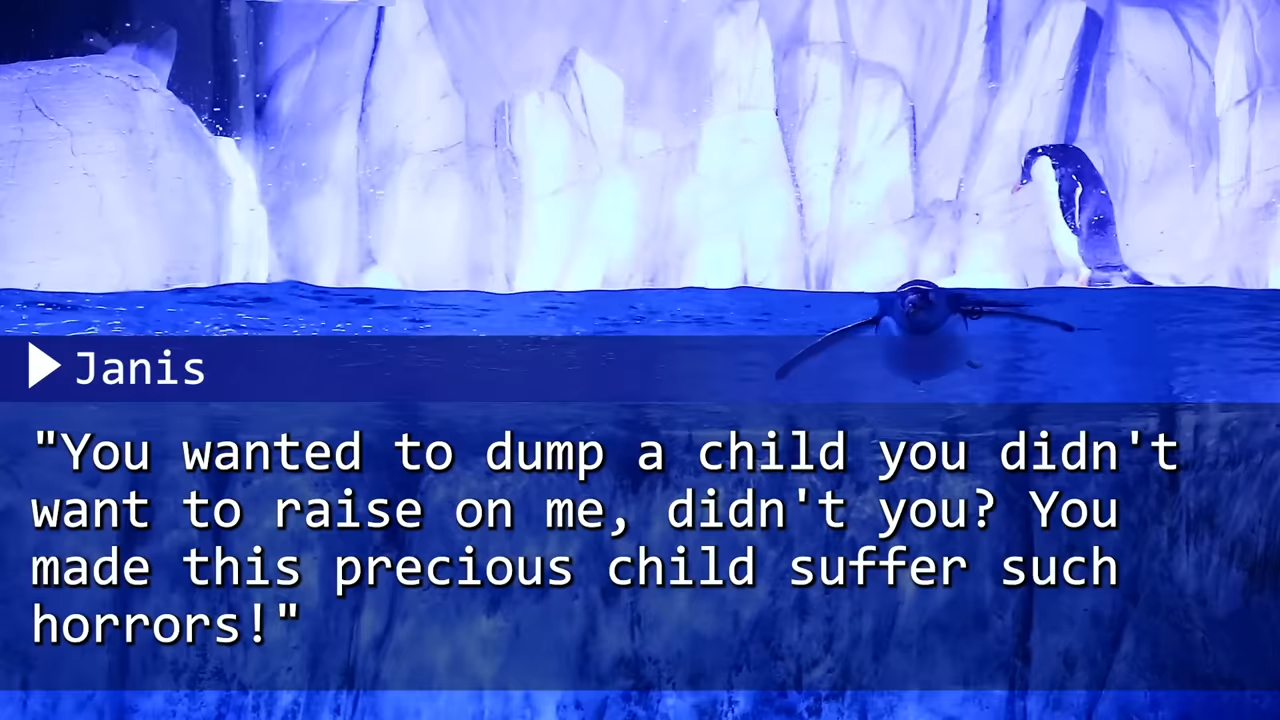 Janis
"You wanted to dump a child you didn't
want to raise on me, didn't you? You
made this precious child suffer such
horrors!"